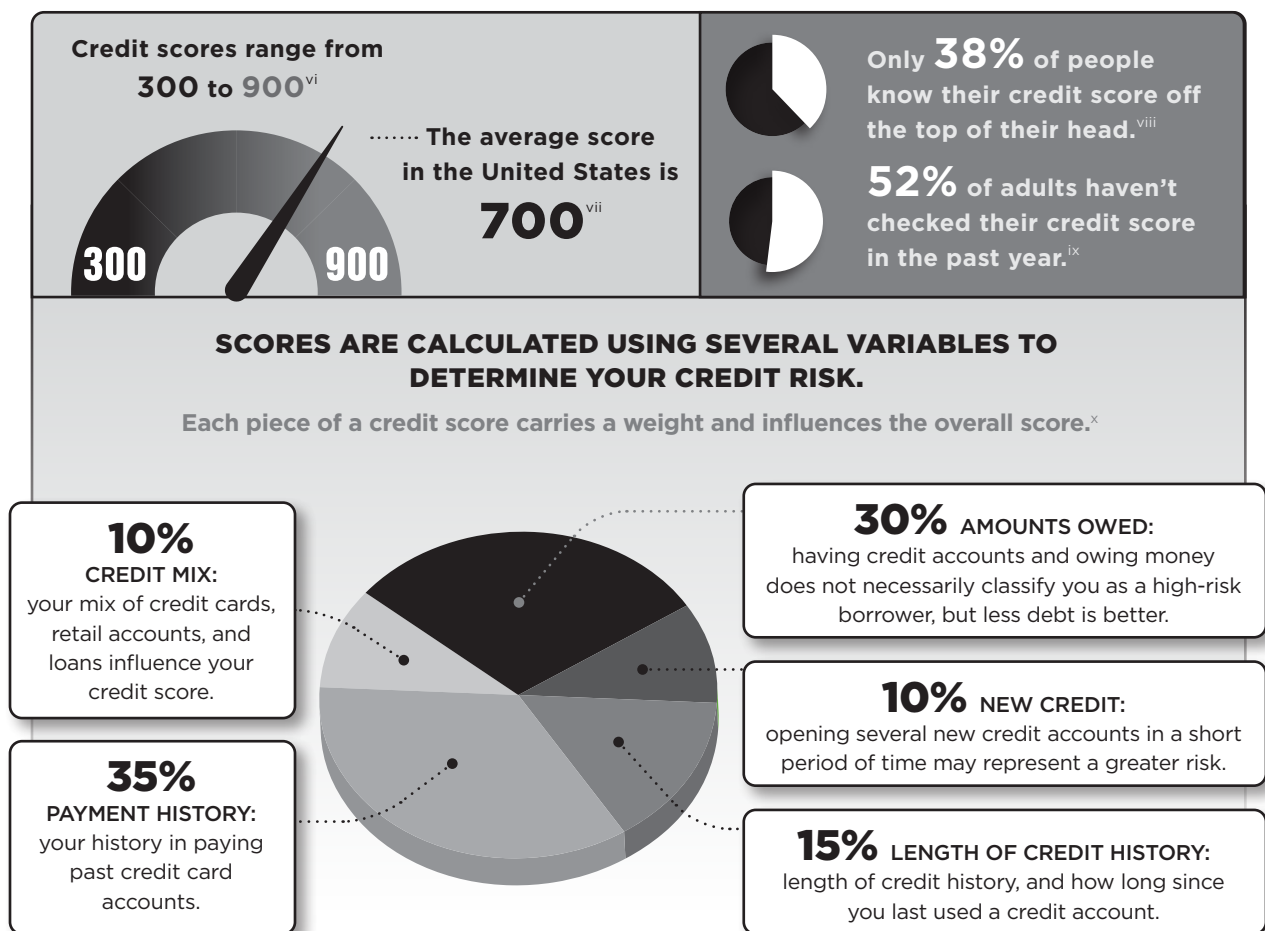 Credit scores range from
300 to 900vi
The average score
in the United States is
700vii
300
900
Only 38% of people
know their credit score off
the top of their head.viii
52% of adults haven't
checked their credit score
in the past year.ix
SCORES ARE CALCULATED USING SEVERAL VARIABLES TO
DETERMINE YOUR CREDIT RISK.
Each piece of a credit score carries a weight and influences the overall score.x
10%
CREDIT MIX:
your mix of credit cards,
retail accounts, and
loans influence your
credit score.
35%
PAYMENT HISTORY:
your history in paying
past credit card
accounts.
30% AMOUNTS OWED:
having credit accounts and owing money
does not necessarily classify you as a high-risk
borrower, but less debt is better.
10% NEW CREDIT:
opening several new credit accounts in a short
period of time may represent a greater risk.
15% LENGTH OF CREDIT HISTORY:
length of credit history, and how long since
you last used a credit account.